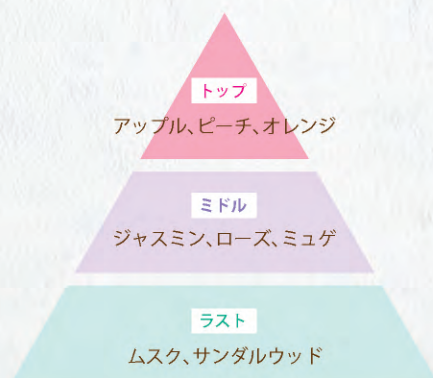 トップ
アップル、ピーチ、オレンジ
ミドル
ジャスミン、ローズ、ミュゲ
ラスト
ムスク、サンダルウッド